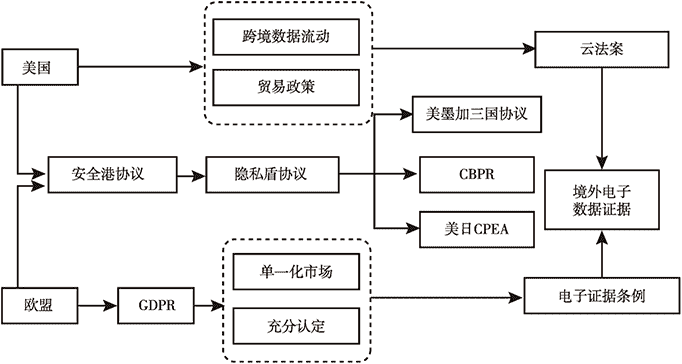 跨境数据流动
云法案
美国
贸易政策
美墨加三国协议
安全港协议
隐私盾协议
CBPR
境外电子
数据证据
美日CPEA
单一化市场
欧盟
GDPR
电子证据条例
充分认定